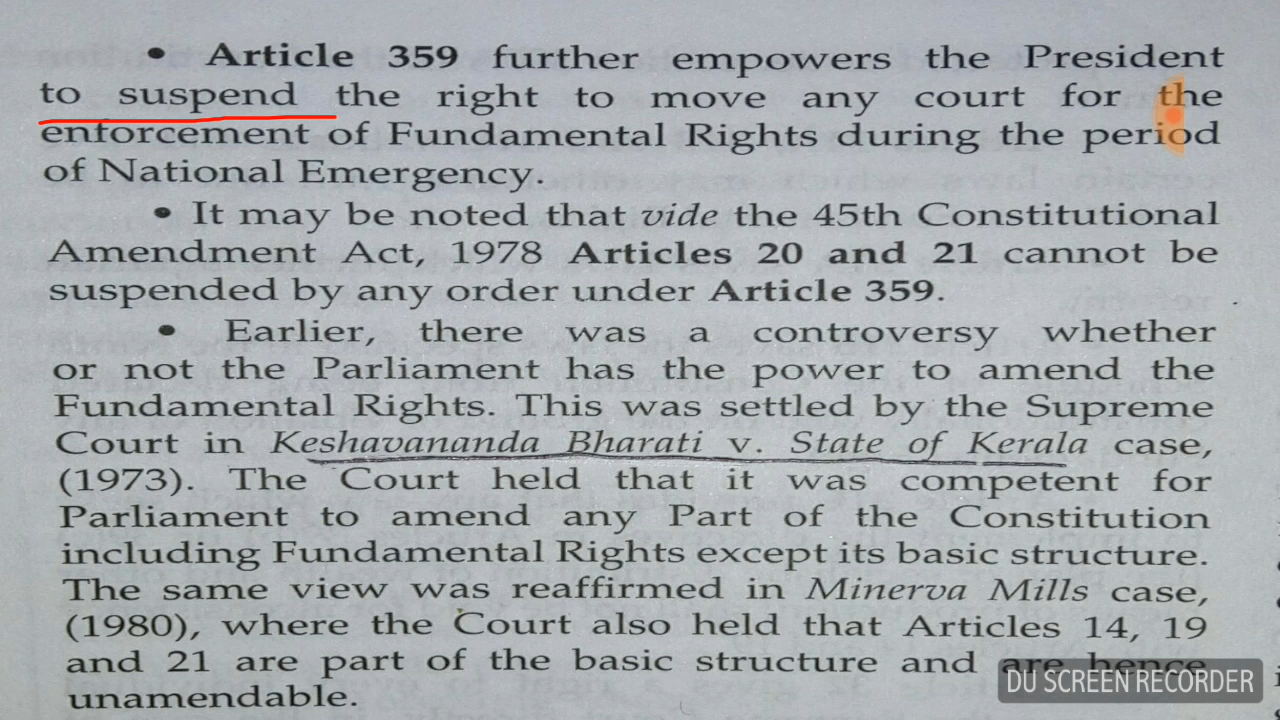 • Article 359 further empowers the President
to suspend the right to move any court for the
enforcement of Fundamental Rights during the period
of National Emergency.
• It may be noted that vide the 45th Constitutional
Amendment Act, 1978 Articles 20 and 21 cannot be
suspended by any order under Article 359.
• Earlier, there was a controversy whether
or not the Parliament has the power to amend the
Fundamental Rights. This was settled by the Supreme
Court in Keshavananda Bharati v. State of Kerala case,
(1973). The Court held that it was competent for
Parliament to amend any Part of the Constitution
including Fundamental Rights except its basic structure.
The same view was reaffirmed in Minerva Mills case,
(1980), where the Court also held that Articles 14, 19
and 21 are part of the basic structure and are hence
unamendable.
DU SCREEN RECORDER